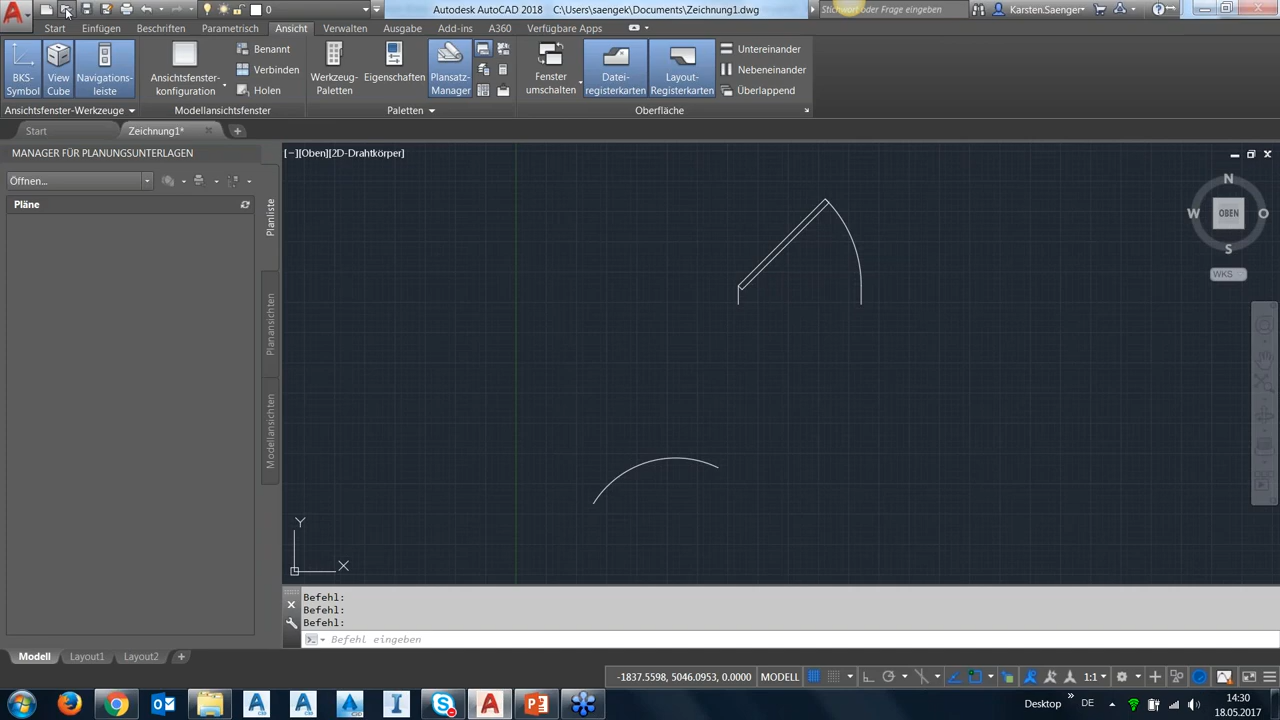 0
Autodesk AutoCAD 2018 C:\Users\saengek\Documents\Zeichnung1.dwg
Stichwort oder Frage eingeben
Karsten.Saenger
Start Einfügen Beschriften Parametrisch Ansicht Verwalten Ausgabe Add-ins A360 Verfügbare Apps
BKS-Symbol
View Cube
Navigations-leiste
Ansichtsfenster-konfiguration
Benannt
Verbinden
Holen
Werkzeug-Paletten
Eigenschaften
Plansatz-Manager
Fenster umschalten
Datei-registerkarten
Layout-Registerkarten
Untereinander
Nebeneinander
Überlappend
Ansichtsfenster-Werkzeuge
Modellansichtsfenster
Paletten
Oberfläche
Start
Zeichnung1*
MANAGER FÜR PLANUNGSUNTERLAGEN
Öffnen...
Pläne
Planliste
Planansichten
Modellansichten
[−][Oben][2D-Drahtkörper]
N
W
OBEN
O
S
WKS
Y
X
Befehl:
Befehl:
Befehl:
Befehl eingeben
Modell Layout1 Layout2
-1837.5598, 5046.0953, 0.0000 MODELL
1:1
Desktop
DE
14:30
18.05.2017